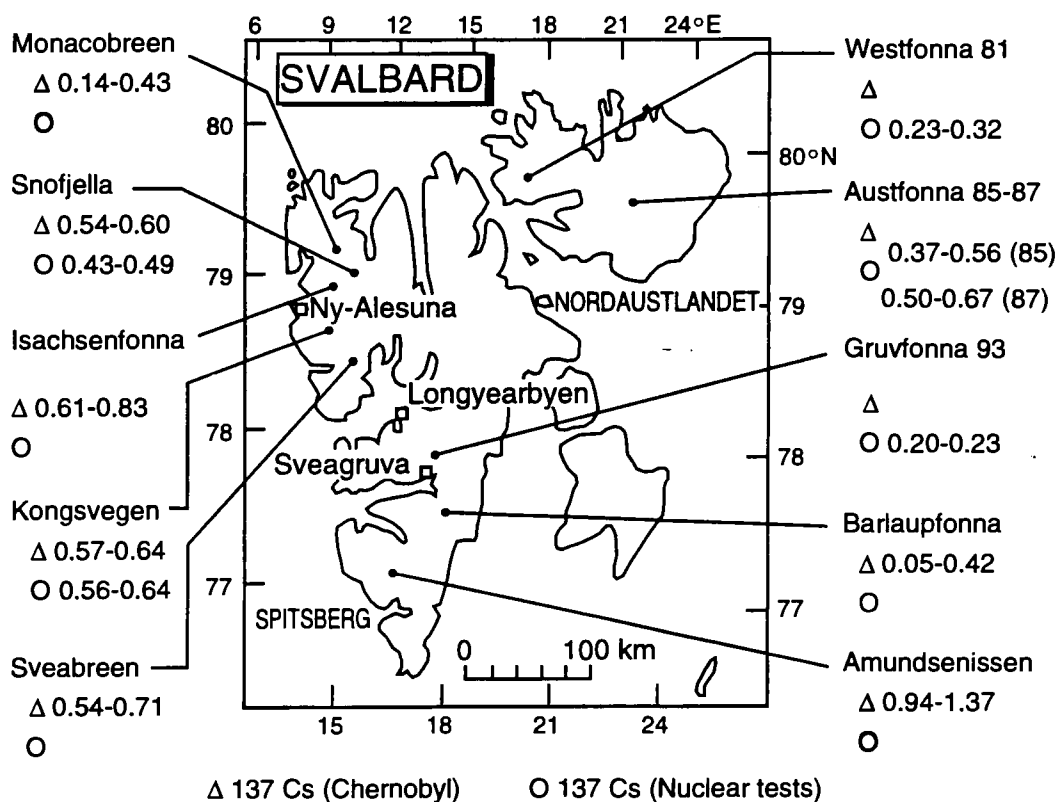 6 9 12 15 18 21 24°E
SVALBARD
80
79
78
77
80°N
79
78
77
15 18 21 24
Monacobreen
Δ 0.14-0.43
O
Snofjella
Δ 0.54-0.60
O 0.43-0.49
Isachsenfonna
Δ 0.61-0.83
O
Kongsvegen
Δ 0.57-0.64
O 0.56-0.64
Sveabreen
Δ 0.54-0.71
O
Ny-Alesuna
NORDAUSTLANDET
Longyearbyen
Sveagruva
SPITSBERG
0 100 km
Westfonna 81
Δ
O 0.23-0.32
Austfonna 85-87
Δ 0.37-0.56 (85)
O 0.50-0.67 (87)
Gruvfonna 93
Δ
O 0.20-0.23
Barlaupfonna
Δ 0.05-0.42
O
Amundsenissen
Δ 0.94-1.37
O
Δ 137 Cs (Chernobyl) O 137 Cs (Nuclear tests)